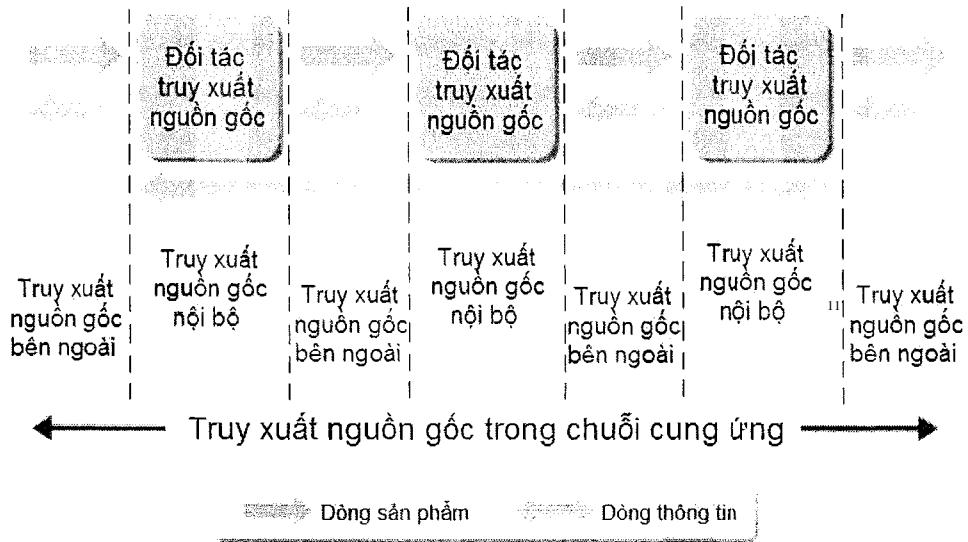 Đối tác
truy xuất
nguồn gốc
Đối tác
truy xuất
nguồn gốc
Đối tác
truy xuất
nguồn gốc
Truy xuất
nguồn gốc
bên ngoài
Truy xuất
nguồn gốc
nội bộ
Truy xuất
nguồn gốc
bên ngoài
Truy xuất
nguồn gốc
nội bộ
Truy xuất
nguồn gốc
bên ngoài
Truy xuất
nguồn gốc
nội bộ
11
Truy xuất
nguồn gốc
bên ngoài
Truy xuất nguồn gốc trong chuỗi cung ứng
Dòng sản phẩm
Dòng thông tin